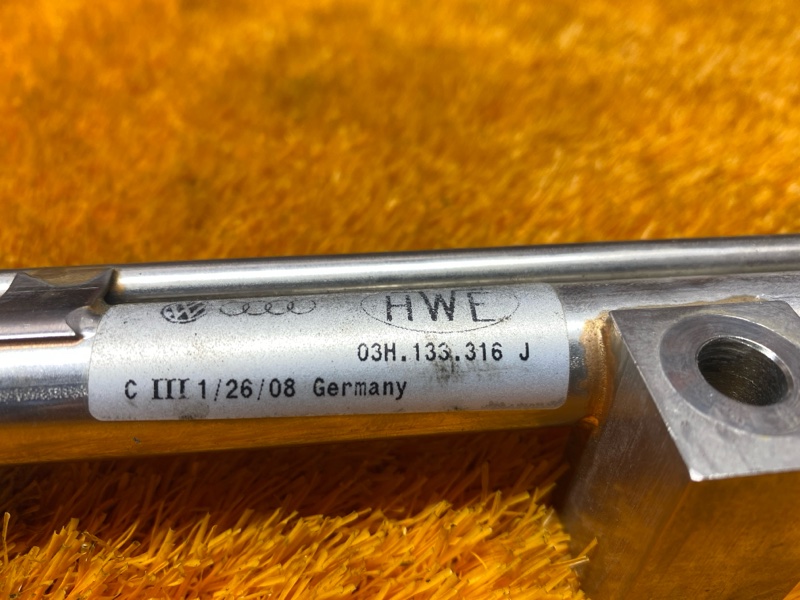 HWE
03H.133.316 J
C III 1/26/08 Germany